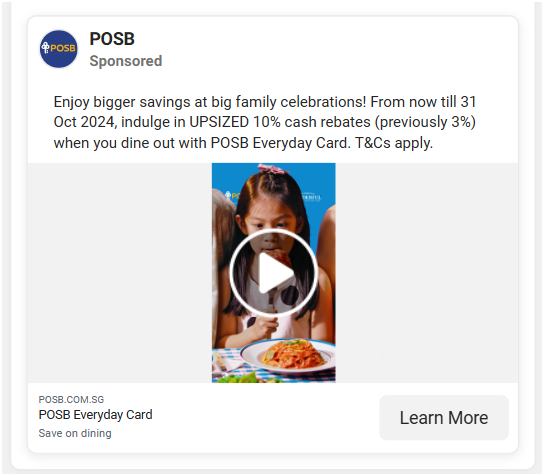 POSB
POSB
Sponsored
Enjoy bigger savings at big family celebrations! From now till 31
Oct 2024, indulge in UPSIZED 10% cash rebates (previously 3%)
when you dine out with POSB Everyday Card. T&Cs apply.
POSB.COM.SG
POSB Everyday Card
Save on dining
Learn More